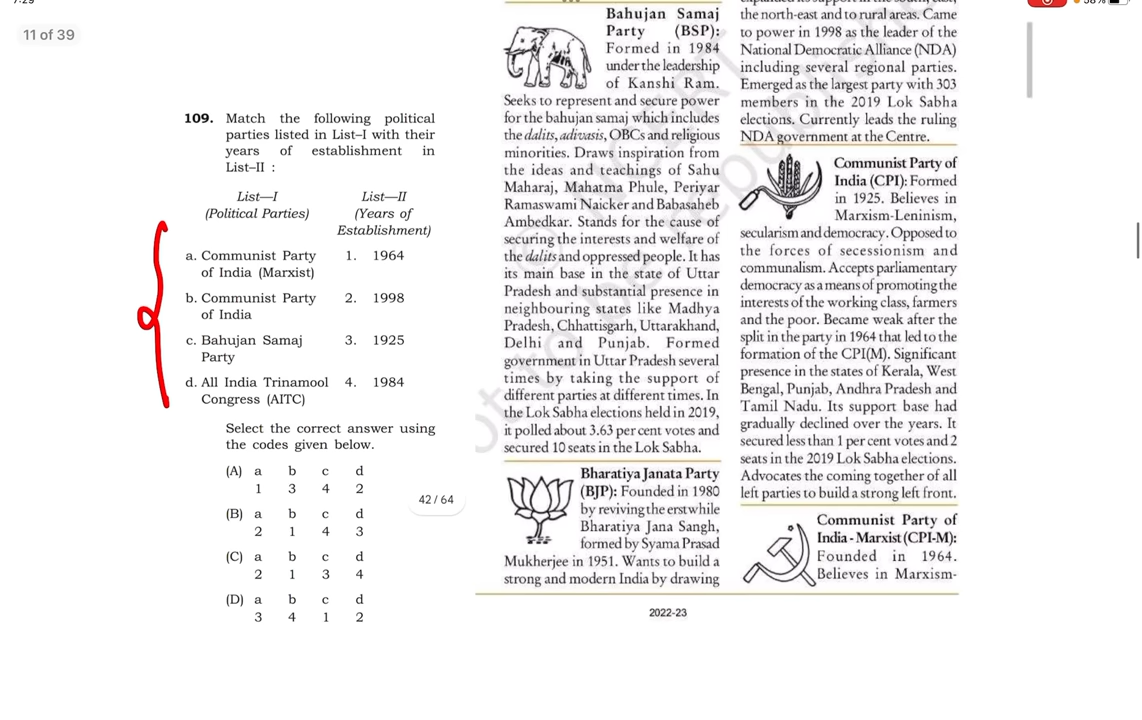 7:29
58%
11 of 39
109. Match the following political
parties listed in List–I with their
years of establishment in
List–II :
List—I
(Political Parties)
List—II
(Years of
Establishment)
a. Communist Party
of India (Marxist)
1. 1964
b. Communist Party
of India
2. 1998
c. Bahujan Samaj
Party
3. 1925
d. All India Trinamool
Congress (AITC)
4. 1984
Select the correct answer using
the codes given below.
(A) a b c d
1 3 4 2
(B) a b c d
2 1 4 3
(C) a b c d
2 1 3 4
(D) a b c d
3 4 1 2
42 / 64
Bahujan Samaj
Party (BSP):
Formed in 1984
under the leadership
of Kanshi Ram.
Seeks to represent and secure power
for the bahujan samaj which includes
the dalits, adivasis, OBCs and religious
minorities. Draws inspiration from
the ideas and teachings of Sahu
Maharaj, Mahatma Phule, Periyar
Ramaswami Naicker and Babasaheb
Ambedkar. Stands for the cause of
securing the interests and welfare of
the dalits and oppressed people. It has
its main base in the state of Uttar
Pradesh and substantial presence in
neighbouring states like Madhya
Pradesh, Chhattisgarh, Uttarakhand,
Delhi and Punjab. Formed
government in Uttar Pradesh several
times by taking the support of
different parties at different times. In
the Lok Sabha elections held in 2019,
it polled about 3.63 per cent votes and
secured 10 seats in the Lok Sabha.
Bharatiya Janata Party
(BJP): Founded in 1980
by reviving the erstwhile
Bharatiya Jana Sangh,
formed by Syama Prasad
Mukherjee in 1951. Wants to build a
strong and modern India by drawing
the north-east and to rural areas. Came
to power in 1998 as the leader of the
National Democratic Alliance (NDA)
including several regional parties.
Emerged as the largest party with 303
members in the 2019 Lok Sabha
elections. Currently leads the ruling
NDA government at the Centre.
Communist Party of
India (CPI): Formed
in 1925. Believes in
Marxism-Leninism,
secularism and democracy. Opposed to
the forces of secessionism and
communalism. Accepts parliamentary
democracy as a means of promoting the
interests of the working class, farmers
and the poor. Became weak after the
split in the party in 1964 that led to the
formation of the CPI(M). Significant
presence in the states of Kerala, West
Bengal, Punjab, Andhra Pradesh and
Tamil Nadu. Its support base had
gradually declined over the years. It
secured less than 1 per cent votes and 2
seats in the 2019 Lok Sabha elections.
Advocates the coming together of all
left parties to build a strong left front.
Communist Party of
India - Marxist (CPI-M):
Founded in 1964.
Believes in Marxism-
2022-23